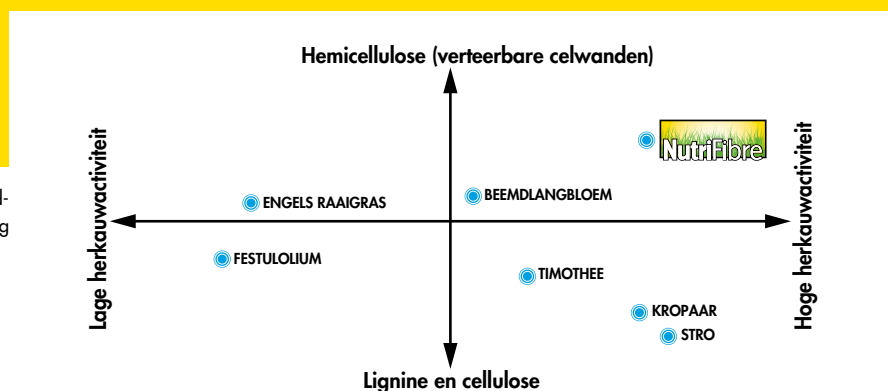 Hemicellulose (verteerbare celwanden)
Lage herkauwactiviteit
Hoge herkauwactiviteit
NutriFibre
ENGELS RAAIGRAS
BEEMDLANGBLOEM
FESTULOLIUM
TIMOTHEE
KROPAAR
STRO
Lignine en cellulose
g